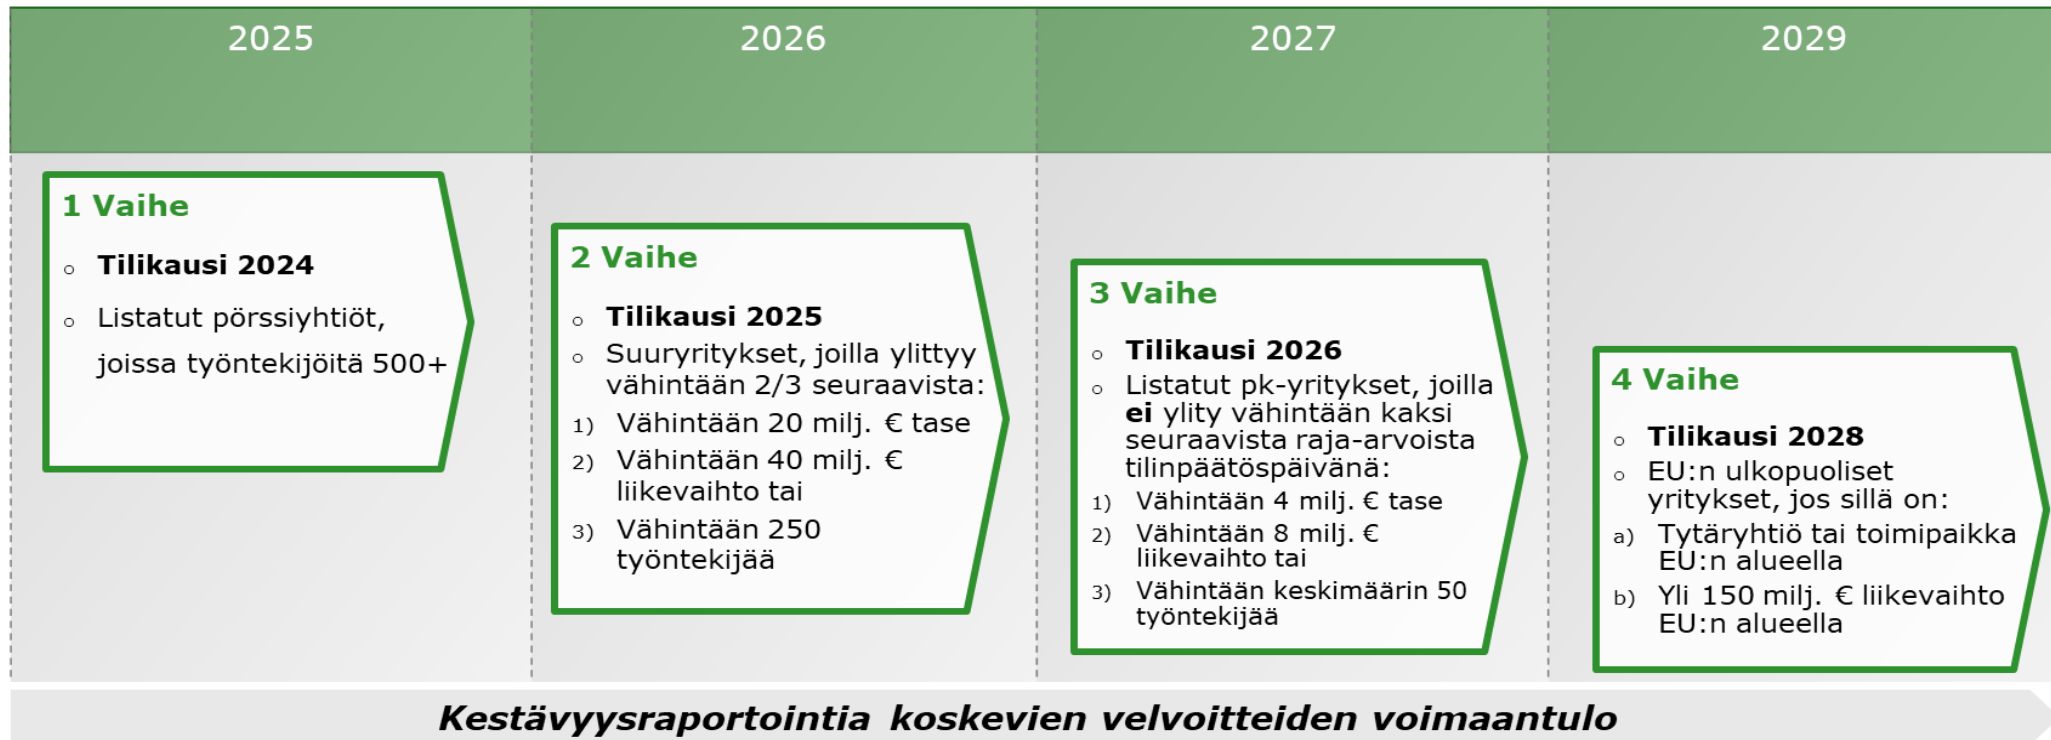 2025
2026
2027
2029
1 Vaihe
o Tilikausi 2024
o Listatut pörssiyhtiöt,
joissa työntekijöitä 500+
2 Vaihe
o Tilikausi 2025
o Suuryritykset, joilla ylittyy
vähintään 2/3 seuraavista:
1) Vähintään 20 milj. € tase
2) Vähintään 40 milj. €
liikevaihto tai
3) Vähintään 250
työntekijää
3 Vaihe
o Tilikausi 2026
o Listatut pk-yritykset, joilla
ei ylity vähintään kaksi
seuraavista raja-arvoista
tilinpäätöspäivänä:
1) Vähintään 4 milj. € tase
2) Vähintään 8 milj. €
liikevaihto tai
3) Vähintään keskimäärin 50
työntekijää
4 Vaihe
o Tilikausi 2028
o EU:n ulkopuoliset
yritykset, jos sillä on:
a) Tytäryhtiö tai toimipaikka
EU:n alueella
b) Yli 150 milj. € liikevaihto
EU:n alueella
Kestävyysraportointia koskevien velvoitteiden voimaantulo